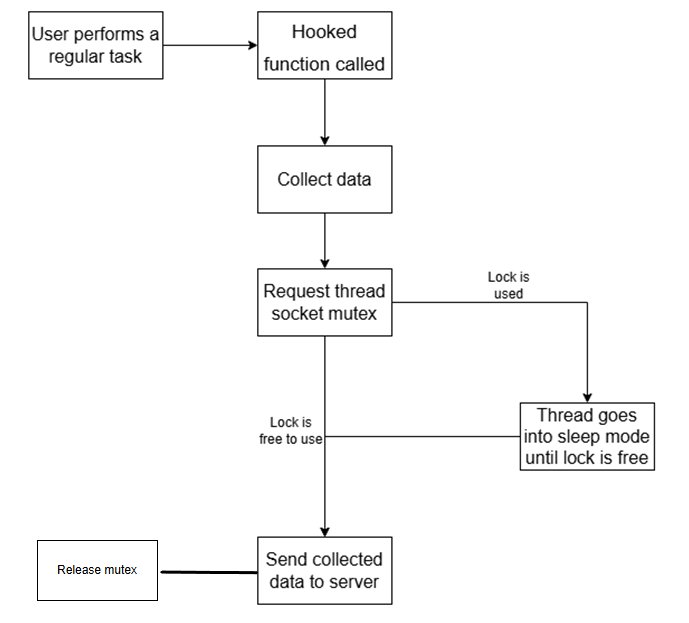 User performs a
regular task
Hooked
function called
Collect data
Request thread
socket mutex
Lock is
used
Thread goes
into sleep mode
until lock is free
Lock is
free to use
Send collected
data to server
Release mutex